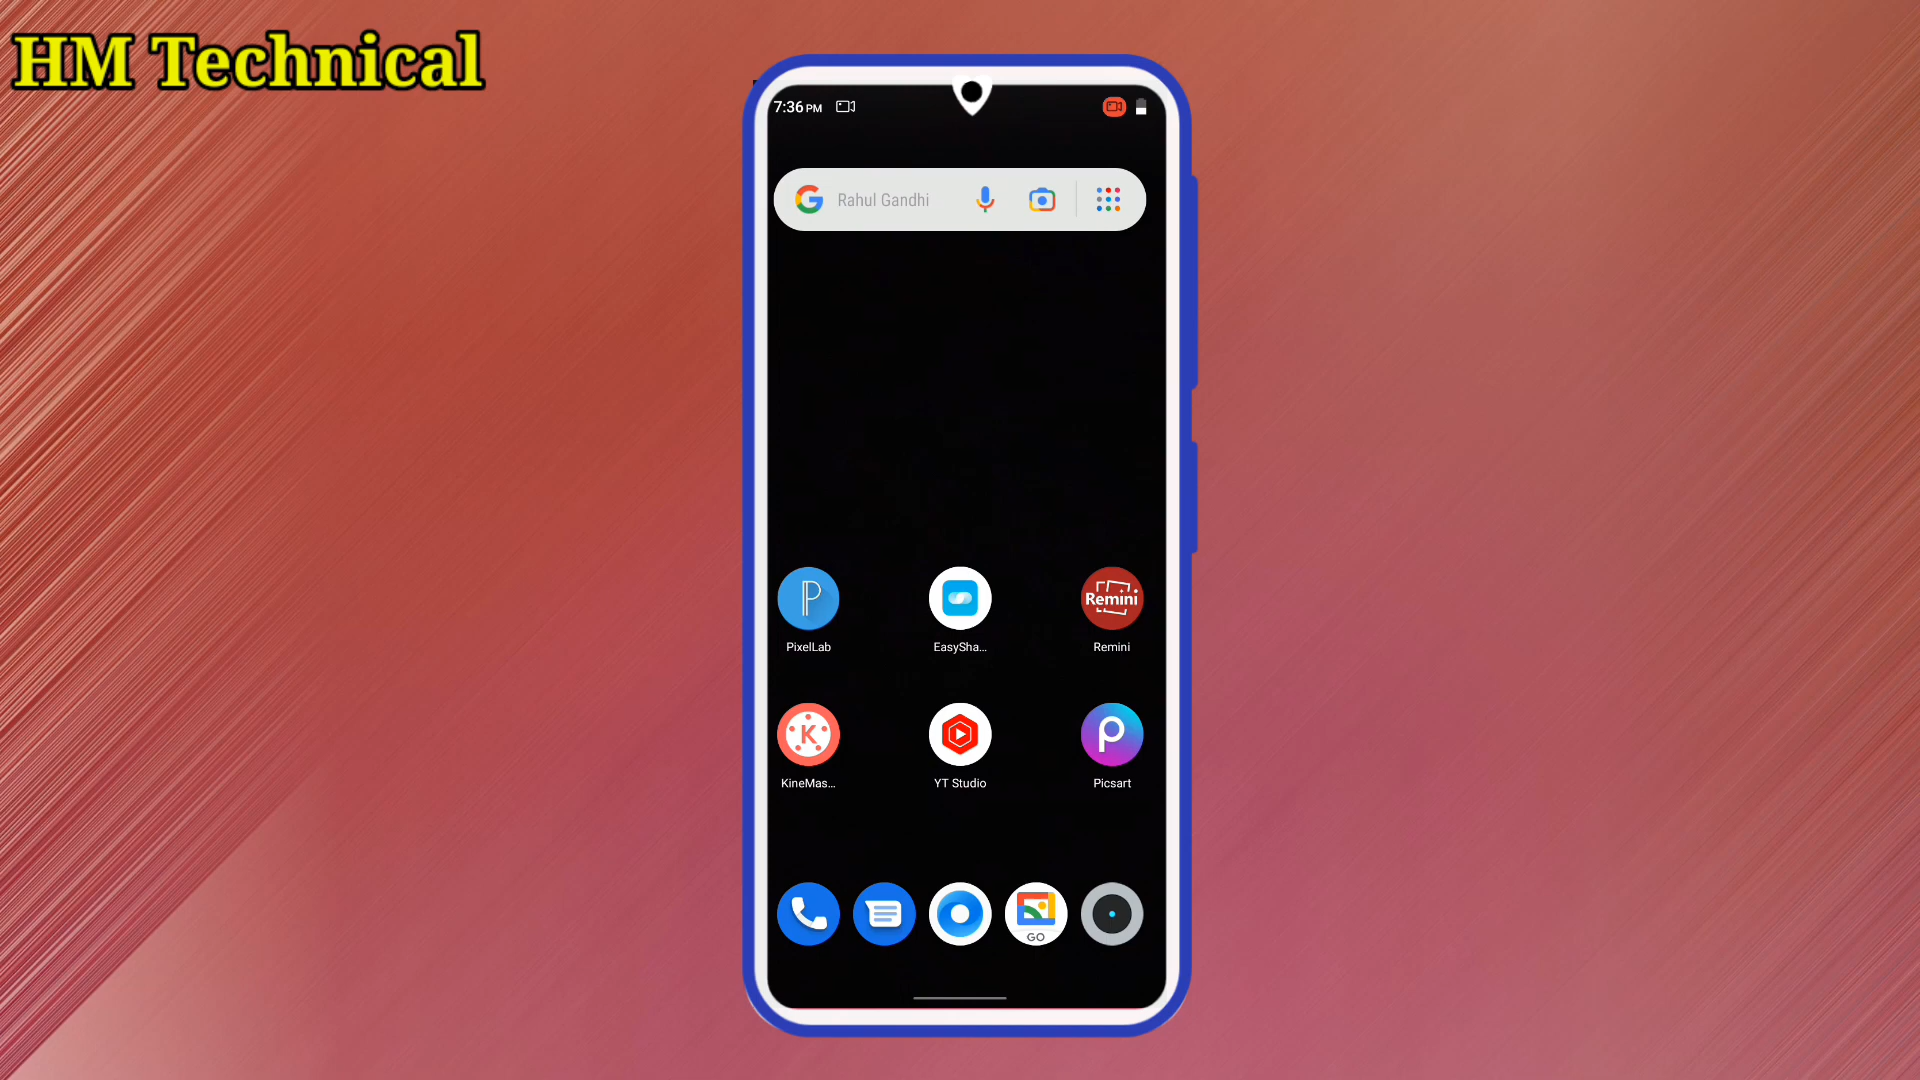 HM Technical
7:36 PM
Rahul Gandhi
Remini
PixelLab
EasySha...
Remini
K
KineMas...
YT Studio
Picsart
GO